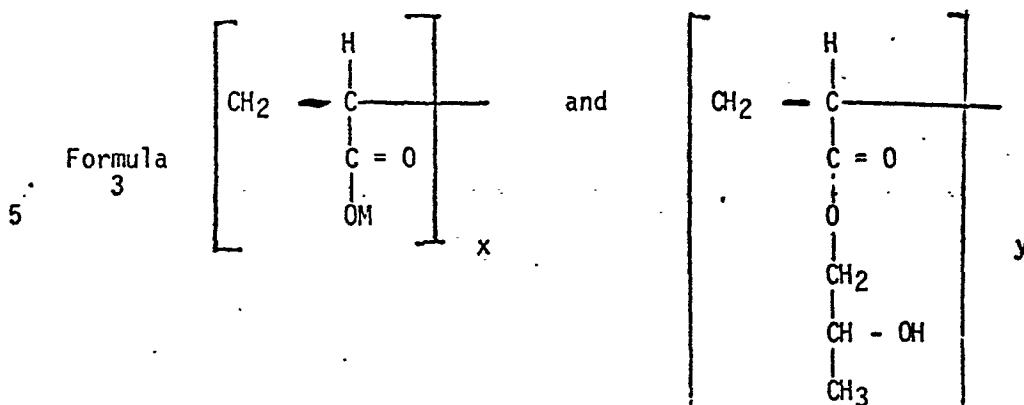 H H
CH2 - C and CH2 - C
Formula C = O C = O
3
5 OM O
x y
CH2
CH - OH
CH3